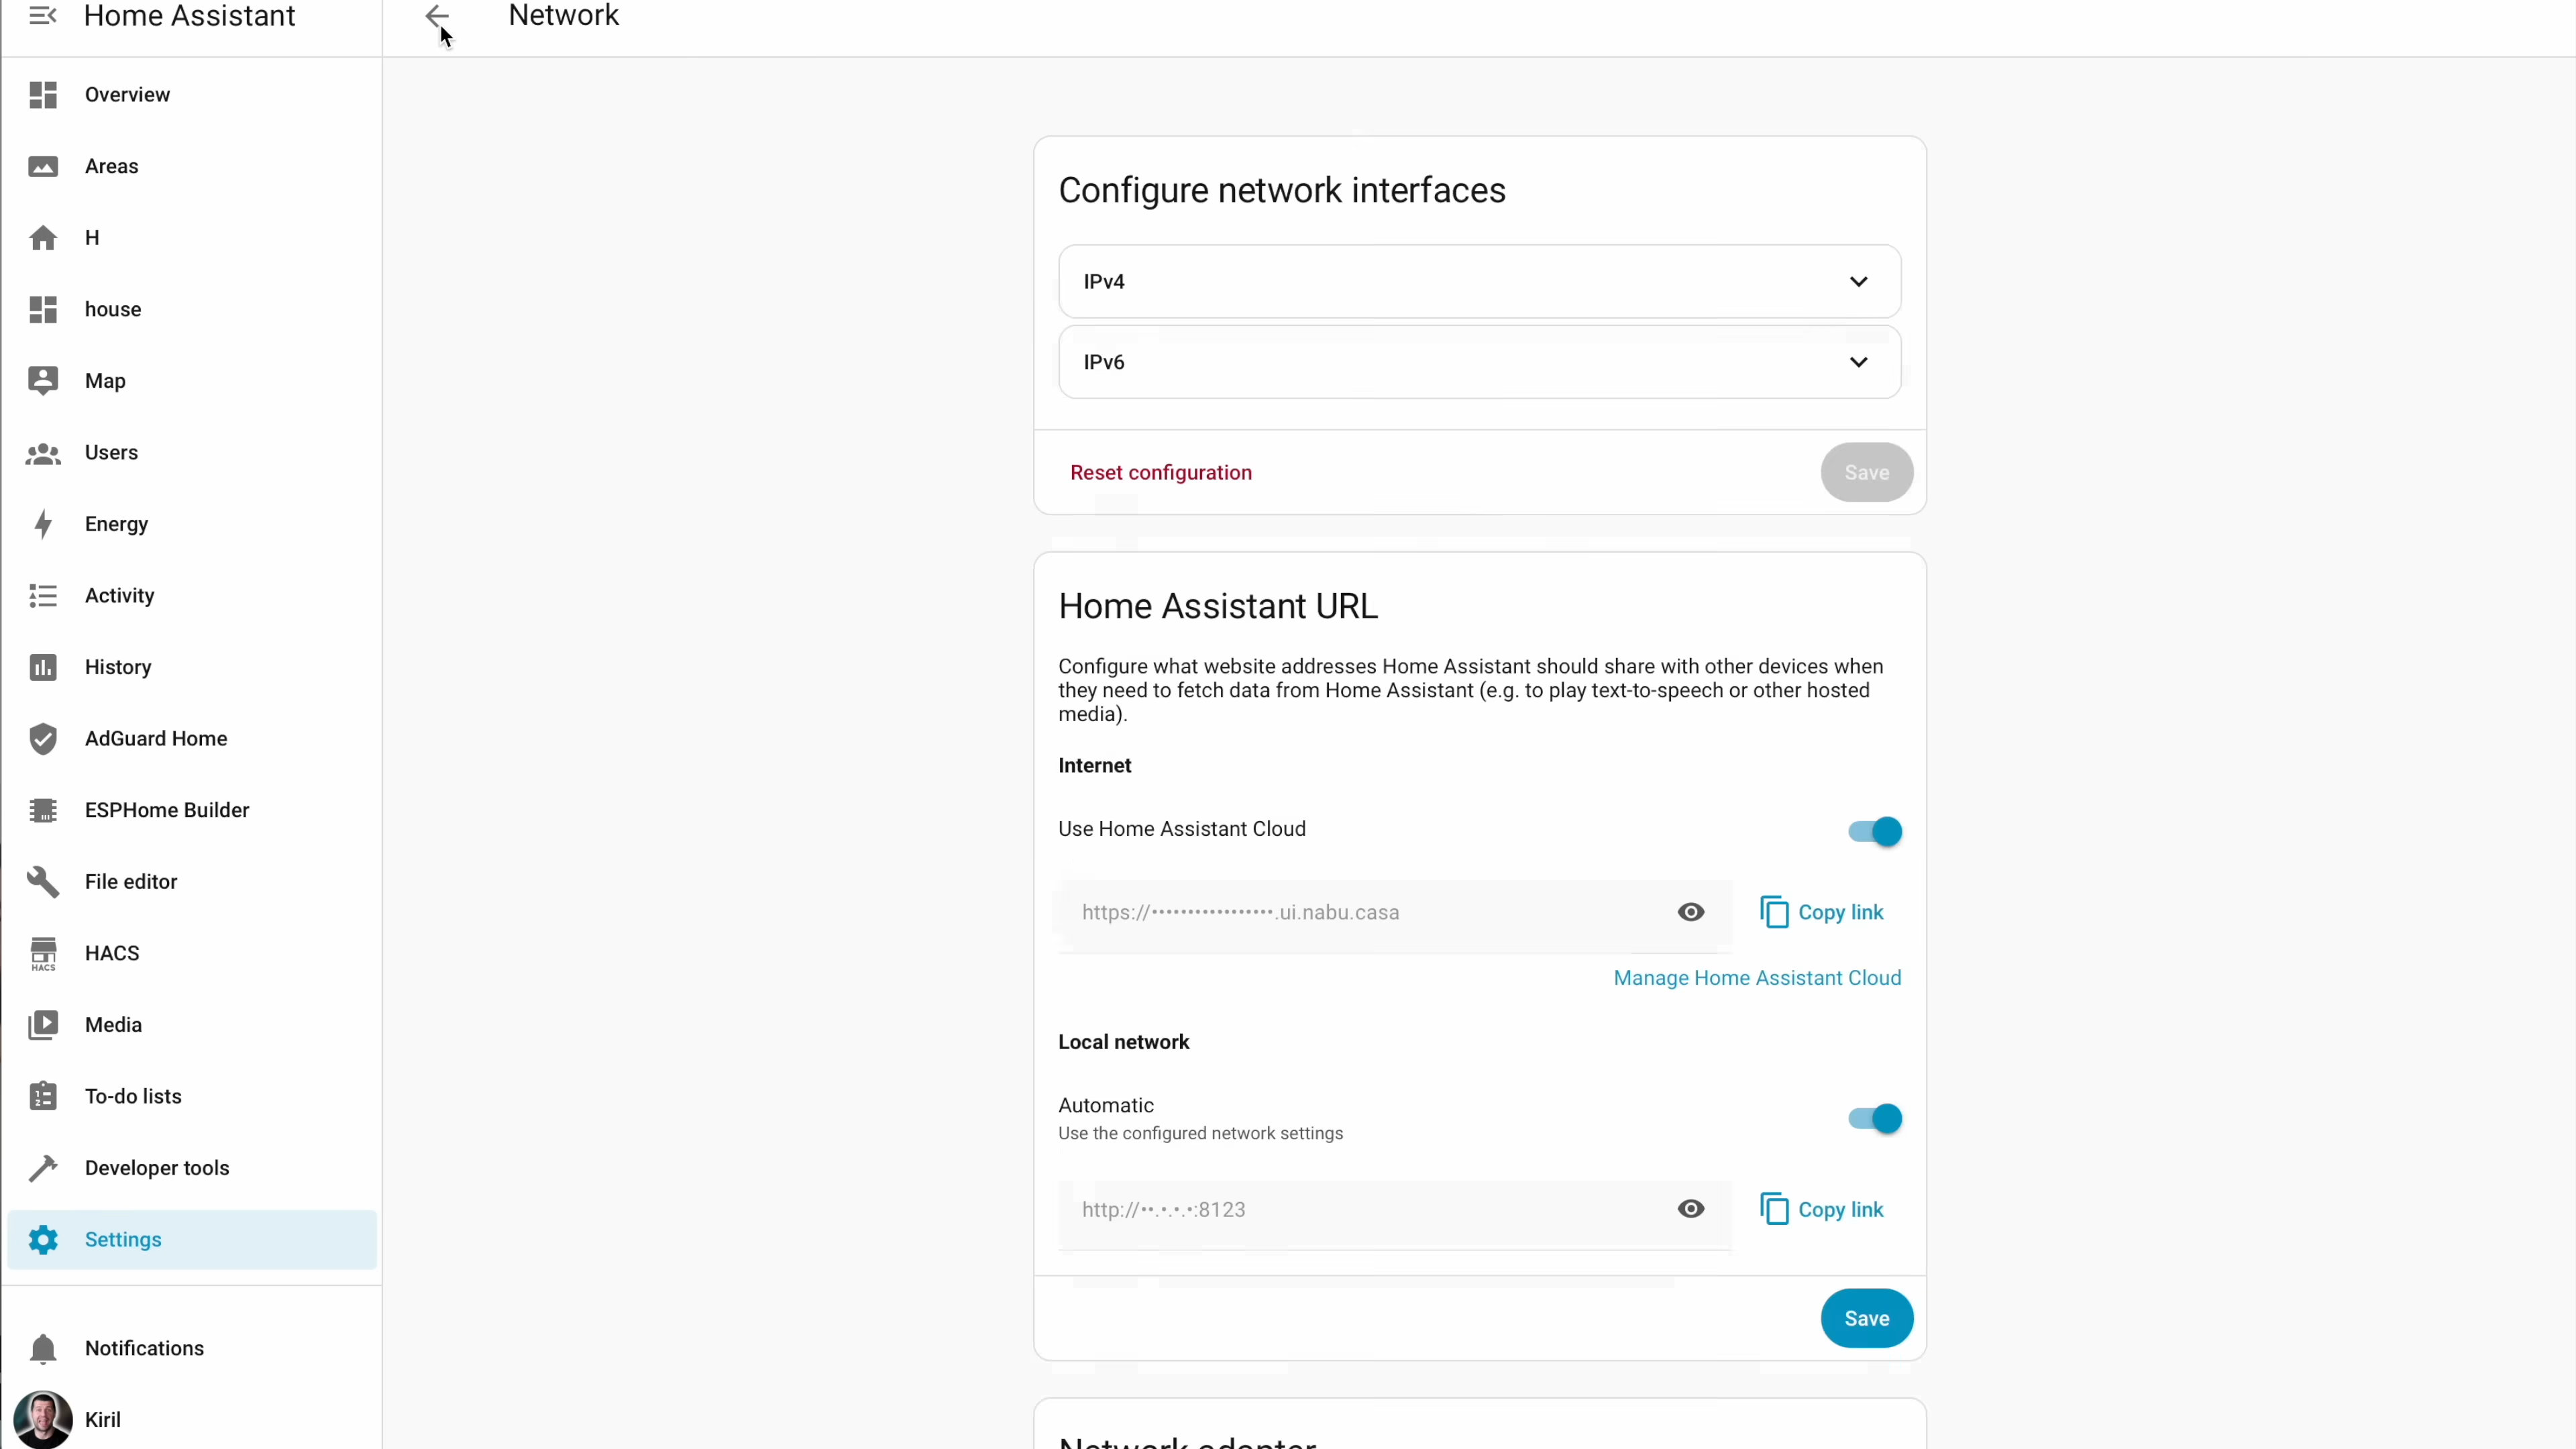 Home Assistant
Network
Overview
Areas
H
house
Map
Users
Energy
Activity
History
AdGuard Home
ESPHome Builder
File editor
HACS
HACS
Media
To-do lists
Developer tools
Settings
Notifications
Kiril
Configure network interfaces
IPv4
IPv6
Reset configuration
Save
Home Assistant URL
Configure what website addresses Home Assistant should share with other devices when
they need to fetch data from Home Assistant (e.g. to play text-to-speech or other hosted
media).
Internet
Use Home Assistant Cloud
https://•••••••••••••••••.ui.nabu.casa
Copy link
Manage Home Assistant Cloud
Local network
Automatic
Use the configured network settings
http://••.•.•.•:8123
Copy link
Save
Network adapter